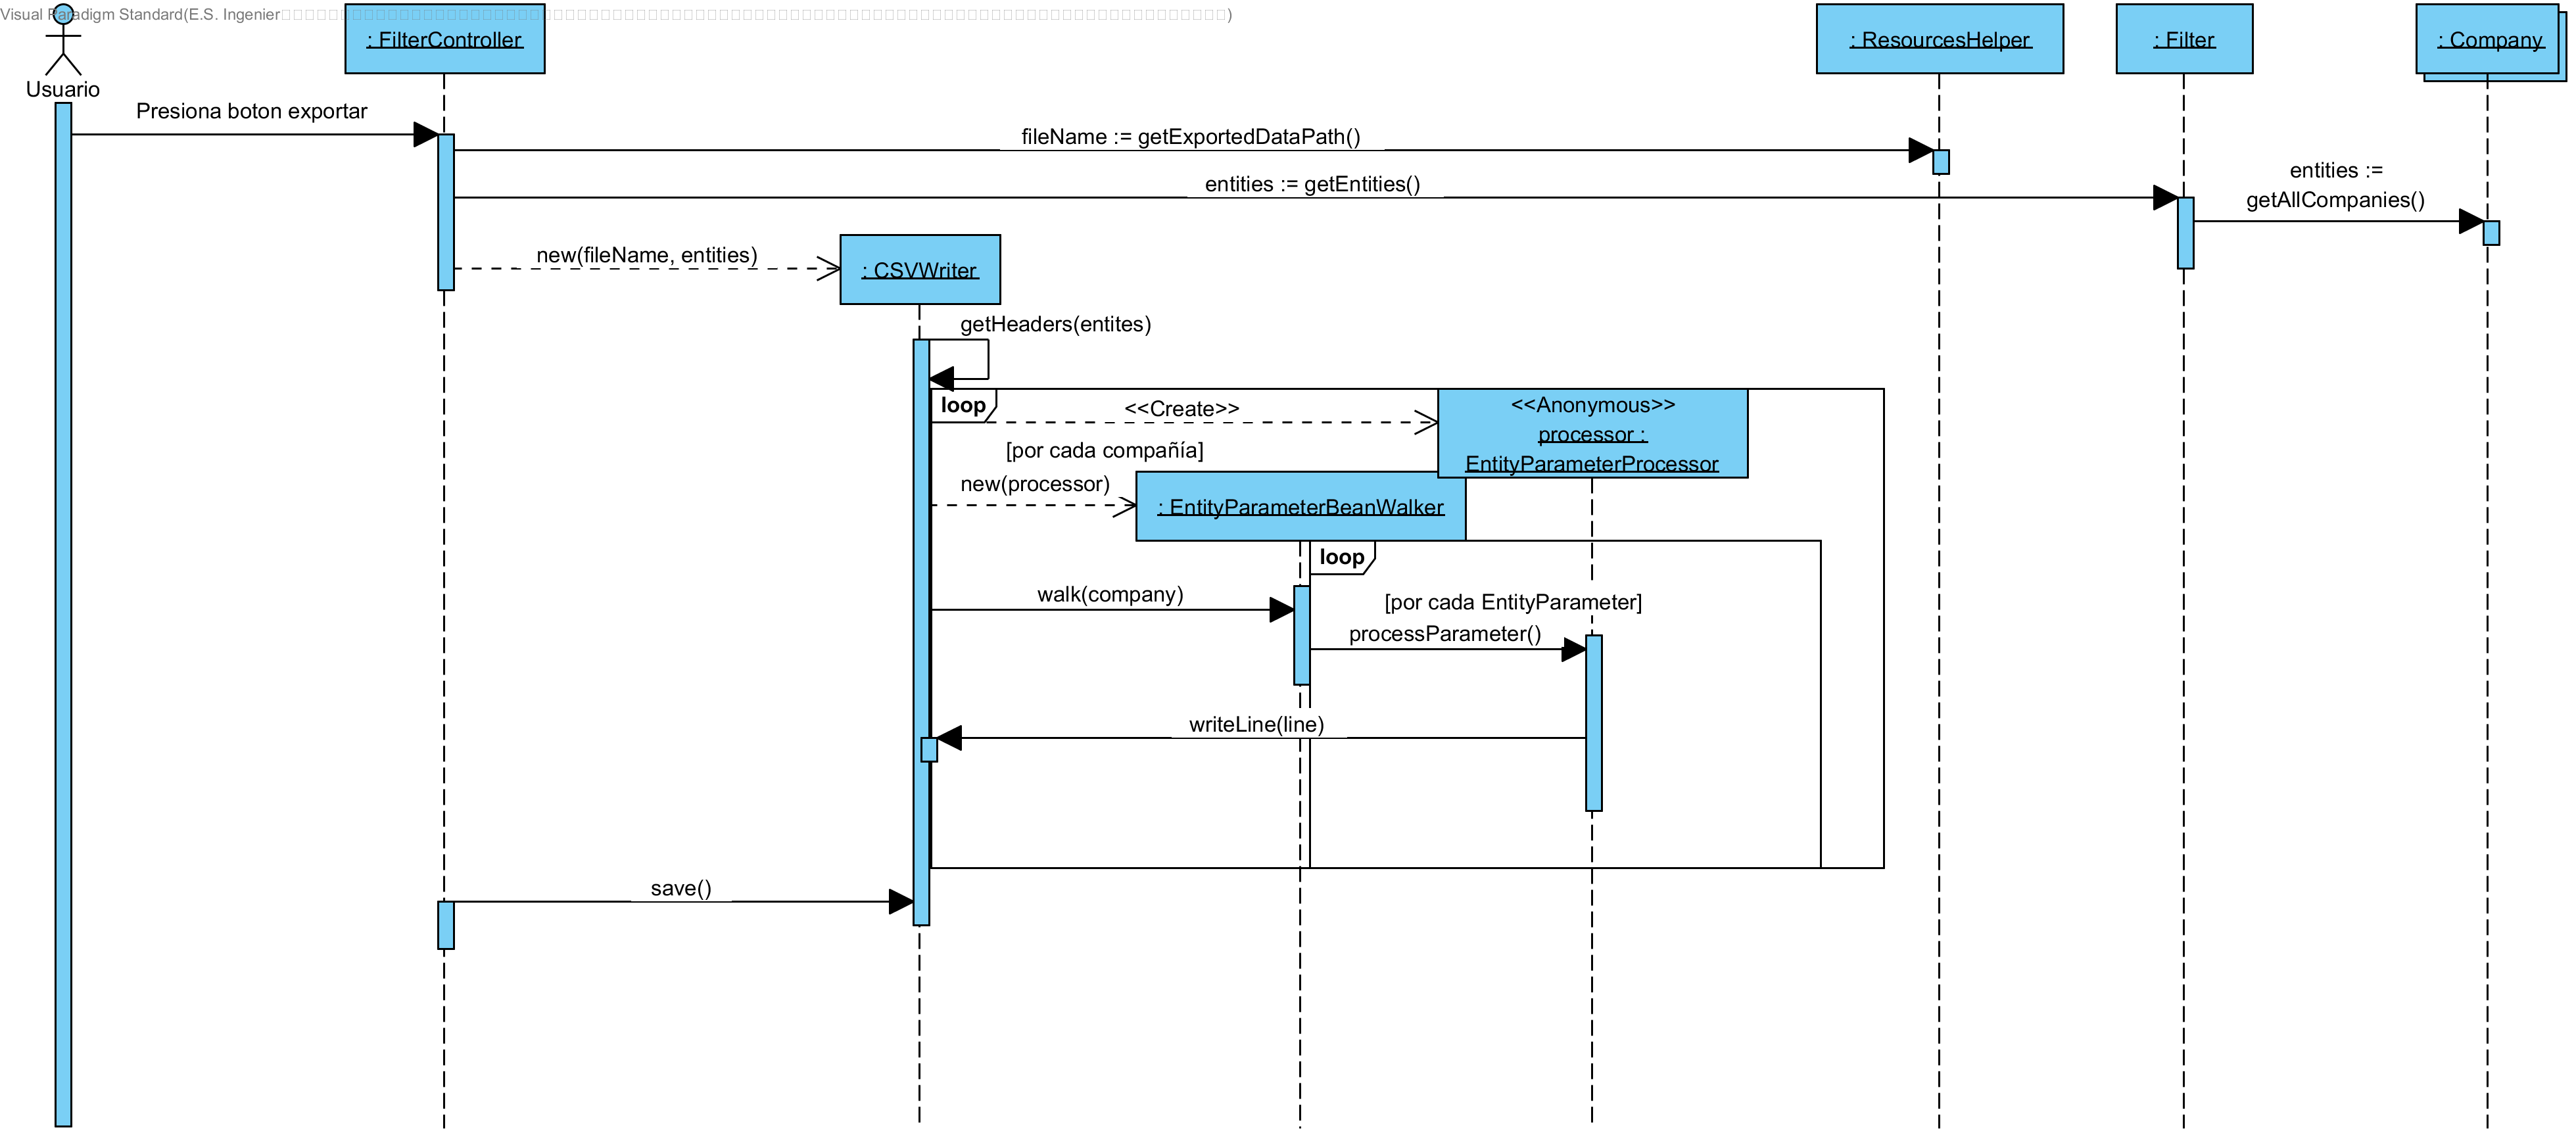 Visual Paradigm Standard(E.S. Ingenier
Usuario
: FilterController
: ResourcesHelper
: Filter
: Company
Presiona boton exportar
fileName := getExportedDataPath()
entities := getEntities()
entities :=
getAllCompanies()
new(fileName, entities)
: CSVWriter
getHeaders(entites)
loop
<<Create>>
<<Anonymous>>
processor :
EntityParameterProcessor
[por cada compañía]
new(processor)
: EntityParameterBeanWalker
loop
walk(company)
[por cada EntityParameter]
processParameter()
writeLine(line)
save()